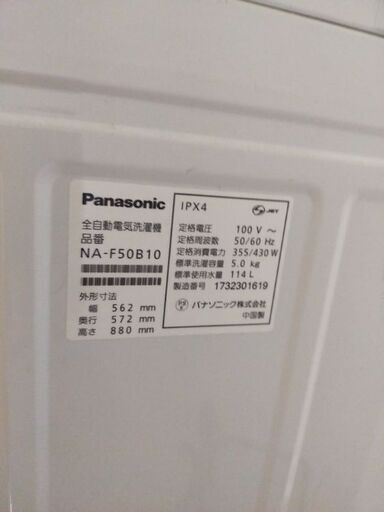 Panasonic
全自動電気洗濯機
品番
NA-F50B10
外形寸法
幅 562 mm
奥行 572 mm
高さ 880 mm
IPX4
JET
定格電圧 100 V ～
定格周波数 50/60 Hz
定格消費電力 355/430 W
標準洗濯容量 5.0 kg
標準使用水量 114 L
製造番号 1732301619
パナソニック株式会社
中国製